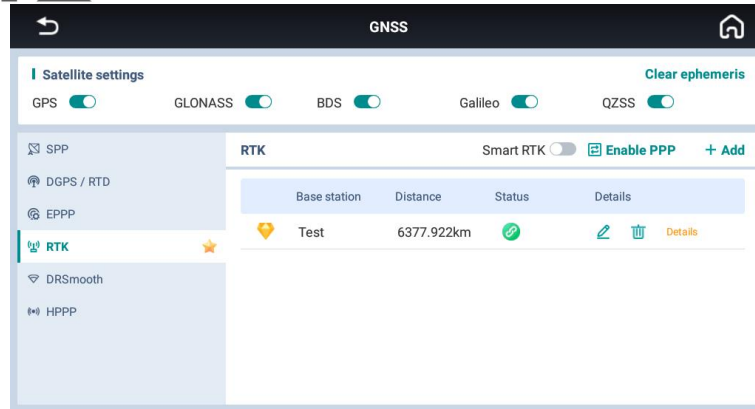 GNSS
Satellite settings
Clear ephemeris
GPS
GLONASS
BDS
Galileo
QZSS
SPP
DGPS / RTD
EPPP
RTK
DRSmooth
HPPP
RTK
Smart RTK
Enable PPP
+ Add
Base station
Distance
Status
Details
Test
6377.922km
Details